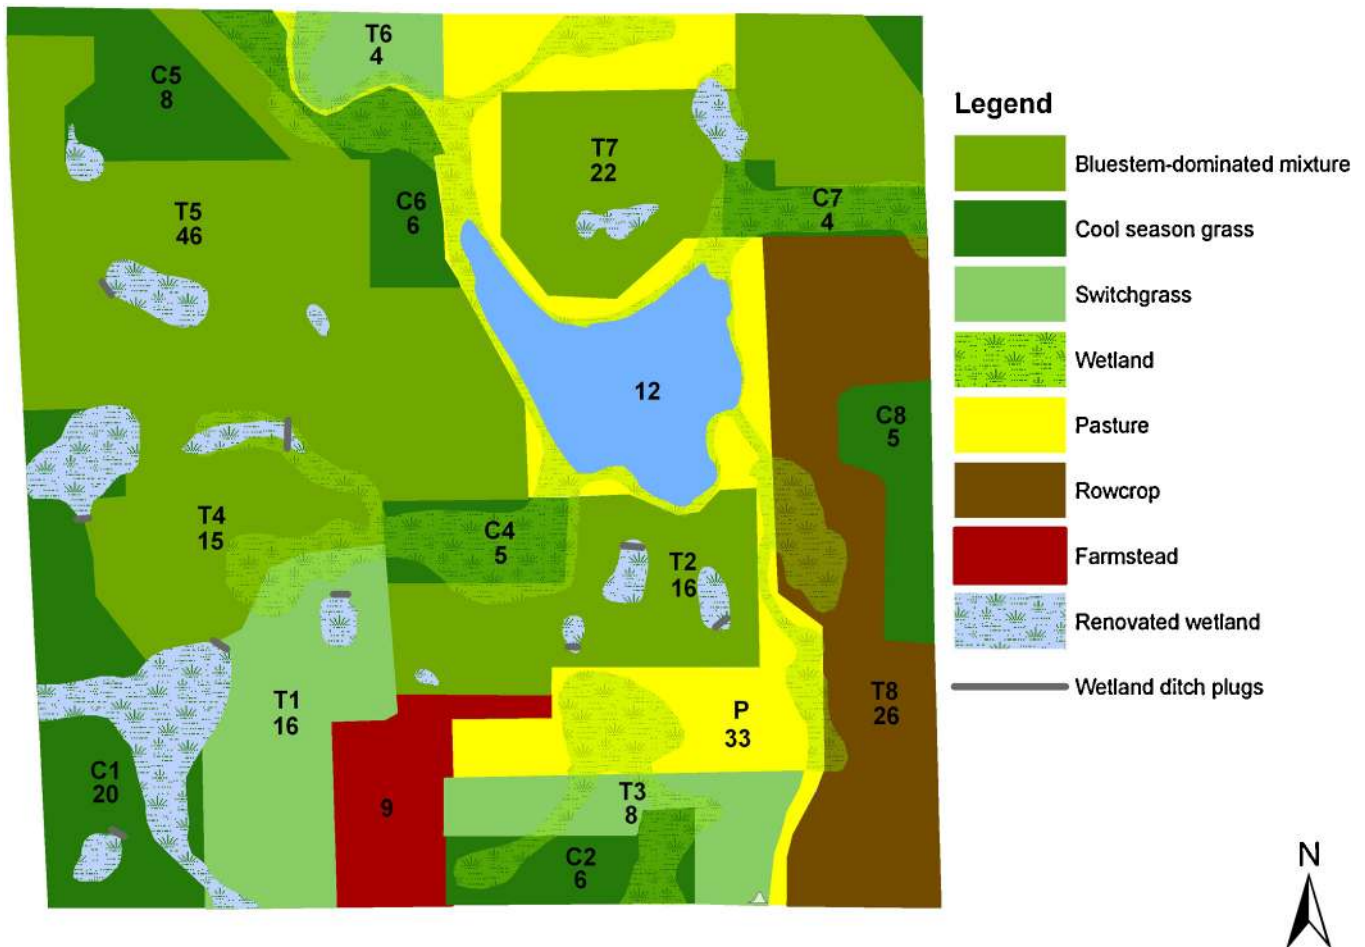 T6
4
C5
8
T7
22
C7
4
C6
6
T5
46
12
C8
5
T4
15
C4
5
T2
16
T1
16
P
33
T8
26
C1
20
9
T3
8
C2
6
Legend
Bluestem-dominated mixture
Cool season grass
Switchgrass
Wetland
Pasture
Rowcrop
Farmstead
Renovated wetland
Wetland ditch plugs
N